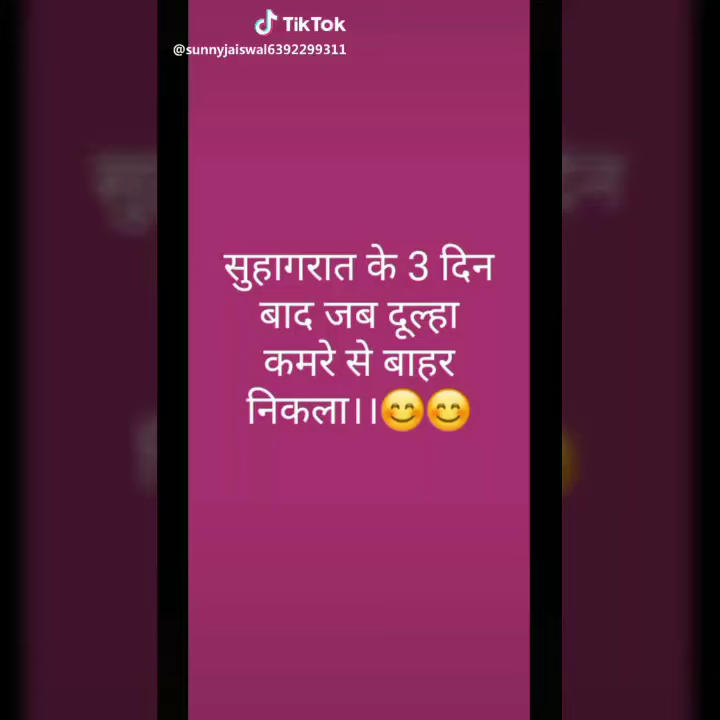 TikTok
@sunnyjaiswal6392299311
सुहागरात के 3 दिन
बाद जब दूल्हा
कमरे से बाहर
निकला।।😊😊